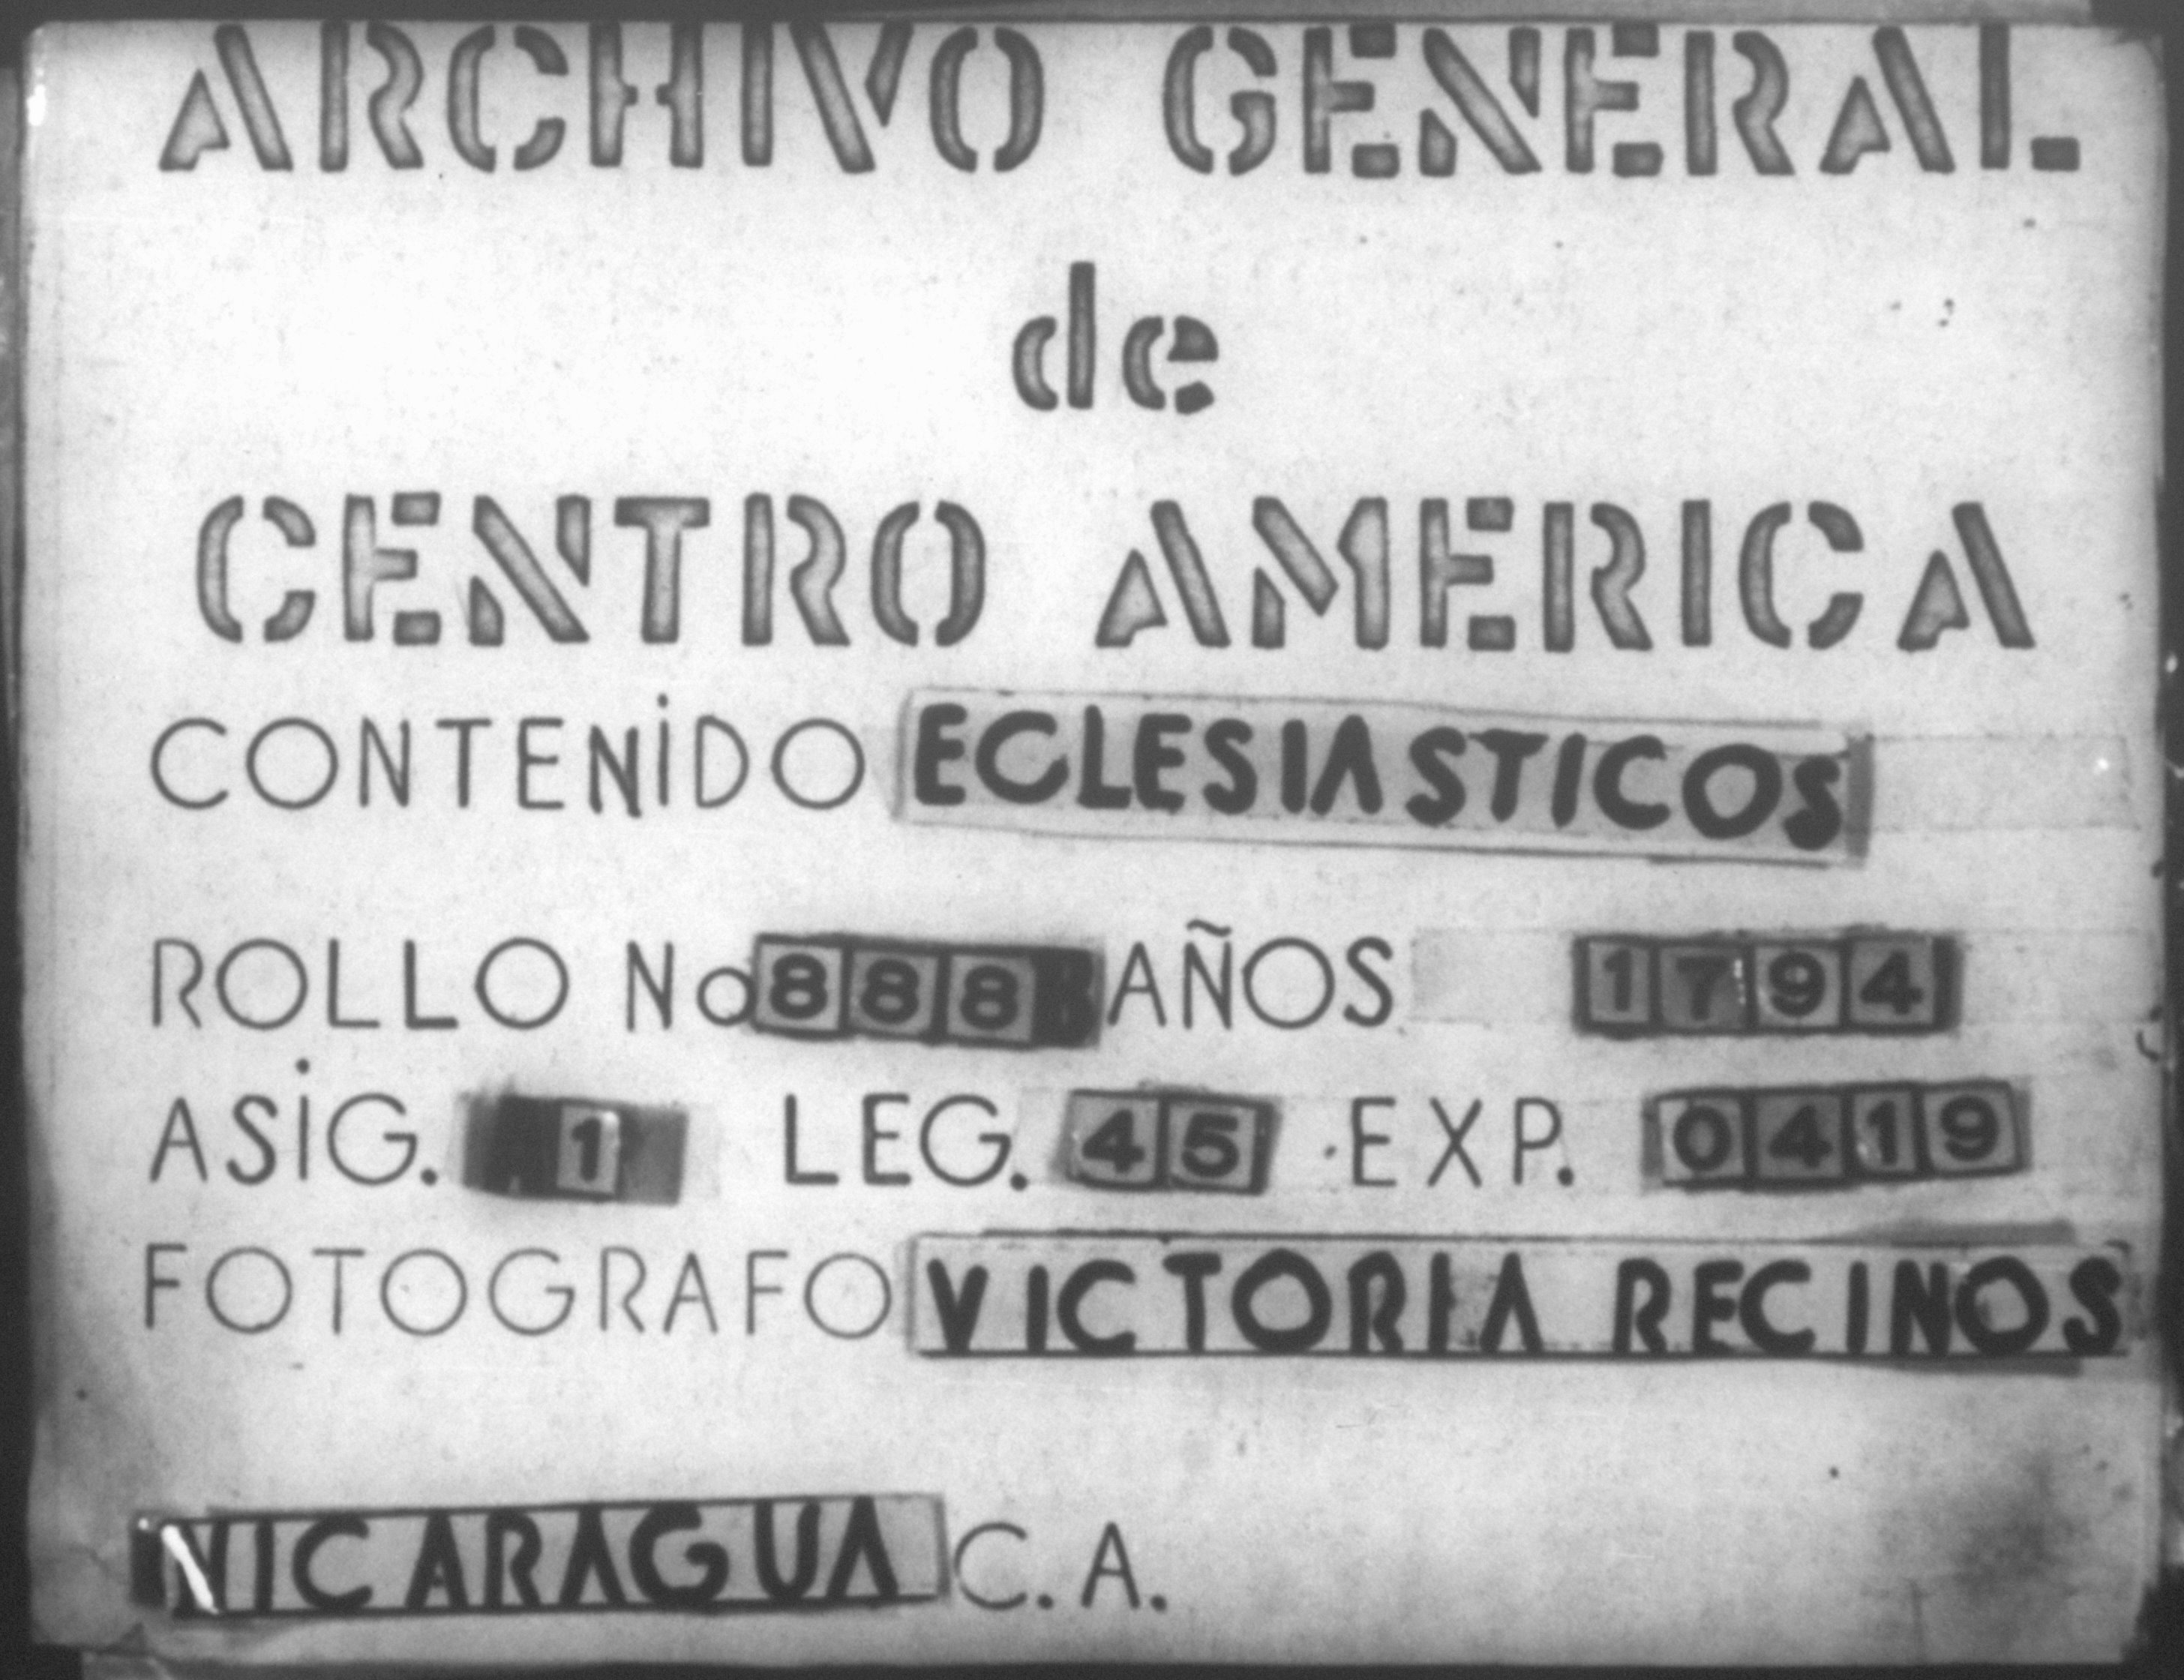 ARCHIVO GENERAL
de
CENTRO AMERICA
CONTENIDO ECLESIASTICOS
ROLLO No 888 AÑOS 1794
ASIG. 1 LEG. 45 EXP. 0419
FOTOGRAFO VICTORIA RECINOS
NICARAGUA C.A.